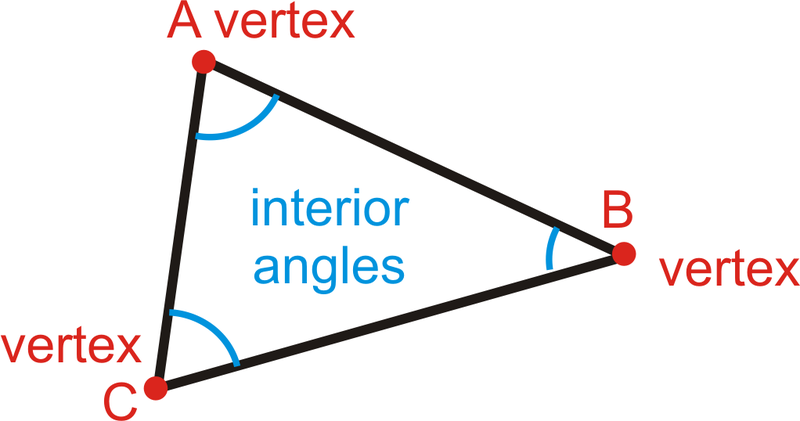 A vertex
B
interior
angles
vertex
vertex
C